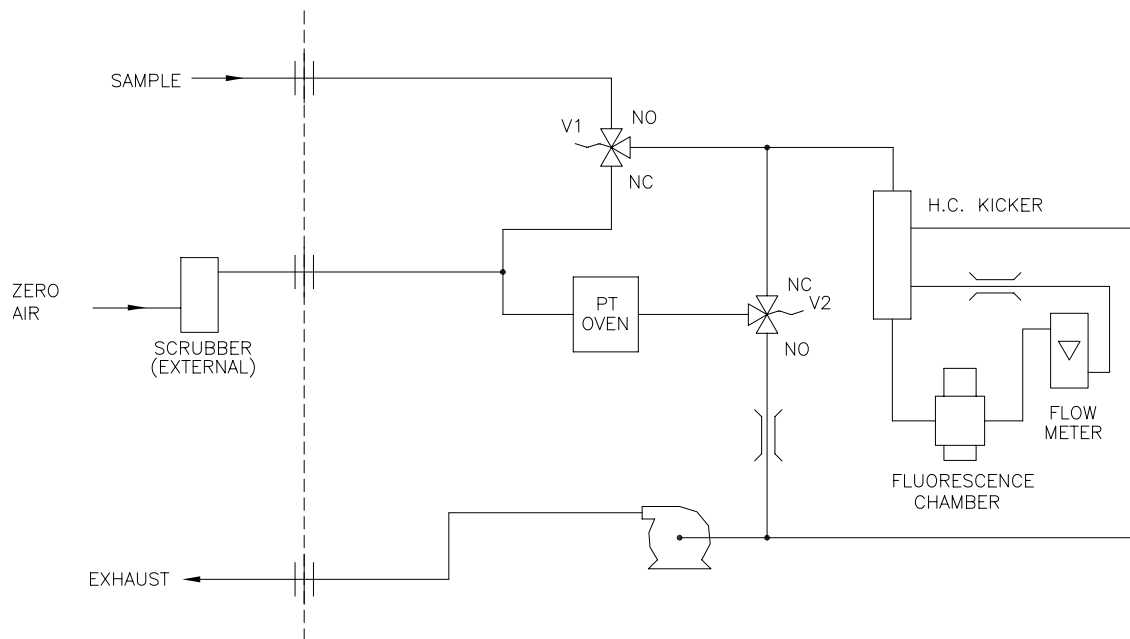 SAMPLE
V1
NO
NC
H.C. KICKER
ZERO
AIR
SCRUBBER
(EXTERNAL)
PT
OVEN
NC
V2
NO
FLOW
METER
FLUORESCENCE
CHAMBER
EXHAUST